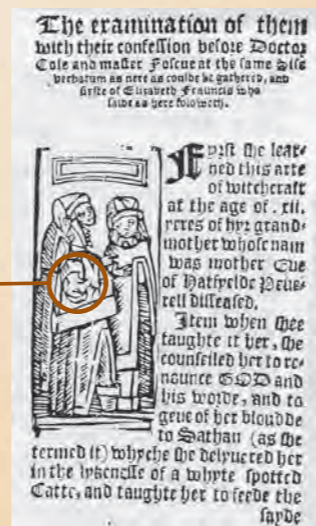 The examination of them
with their confession before Doctor
Cole and master Foscue at the same Sise
verbatum as nere as coulde be gathered, and
firste of Elizabeth Frauncis who
saide as here foloweth.
Fyrst she lear-
ned this arte
of witchcraft
at the age of .xii.
yeres of hyr grand-
mother whose nam
was mother Eue
of Hatfyelde Peue-
rell disseased.
Item when shee
taughte it her, she
counseiled her to re-
nounce GOD and
his worde, and to
geue of her bloudde
to Sathan (as she
termed it) whyche she delyuered her
in the lykenesse of a whyte spotted
Catte, and taughte her to feede the
sayde